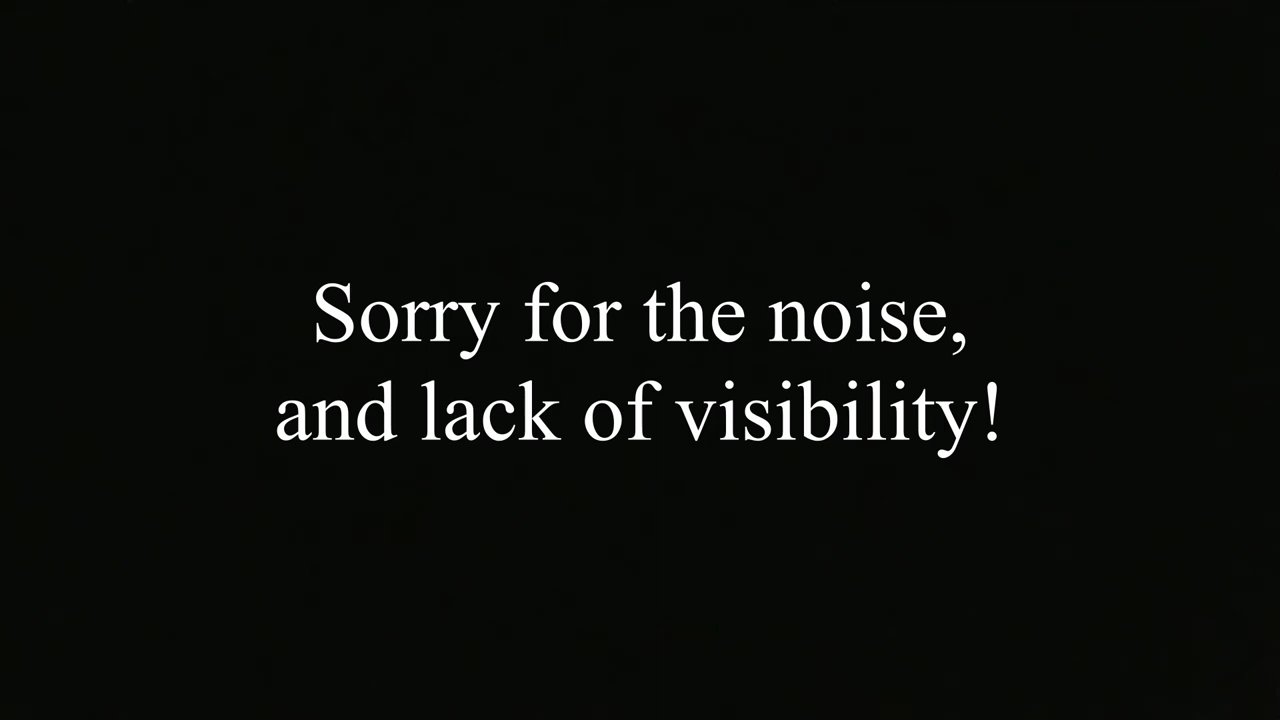 Sorry for the noise,
and lack of visibility!